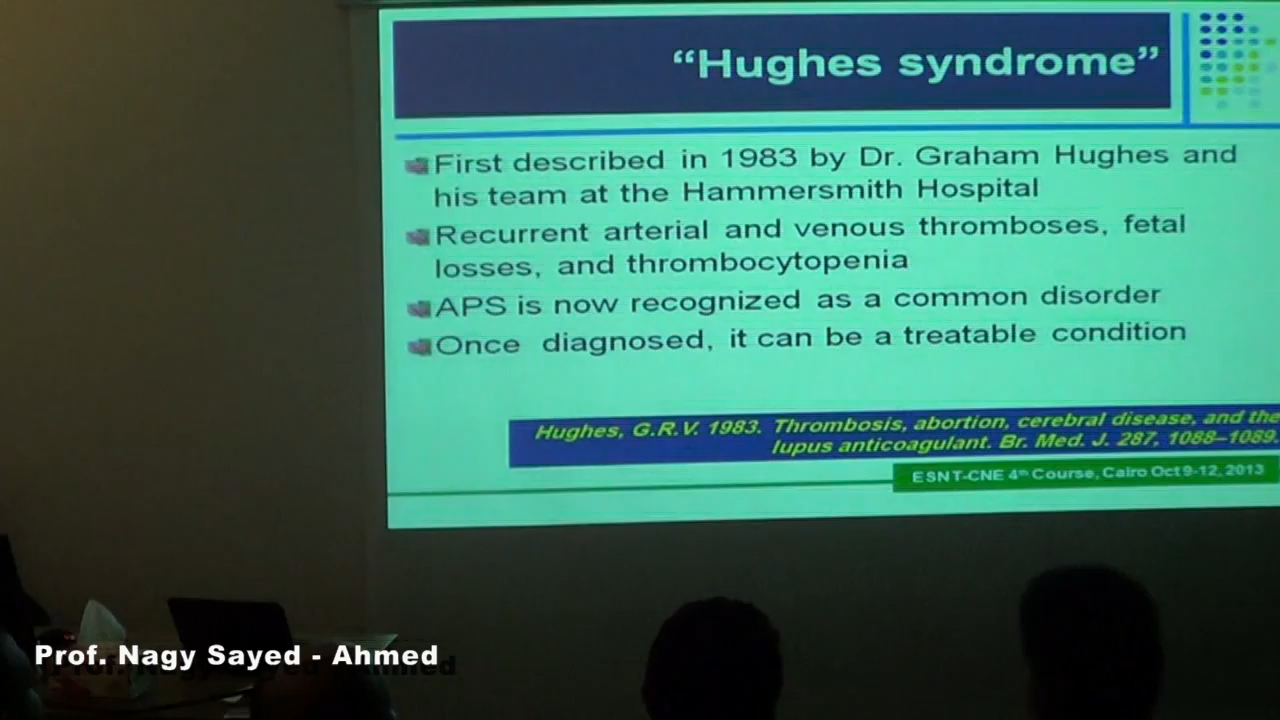 “Hughes syndrome”
First described in 1983 by Dr. Graham Hughes and
his team at the Hammersmith Hospital
Recurrent arterial and venous thromboses, fetal
losses, and thrombocytopenia
APS is now recognized as a common disorder
Once diagnosed, it can be a treatable condition
Hughes, G.R.V. 1983. Thrombosis, abortion, cerebral disease, and the
lupus anticoagulant. Br. Med. J. 287, 1088–1089.
ESNT-CNE 4th Course, Cairo Oct 9-12, 2013
Prof. Nagy Sayed - Ahmed